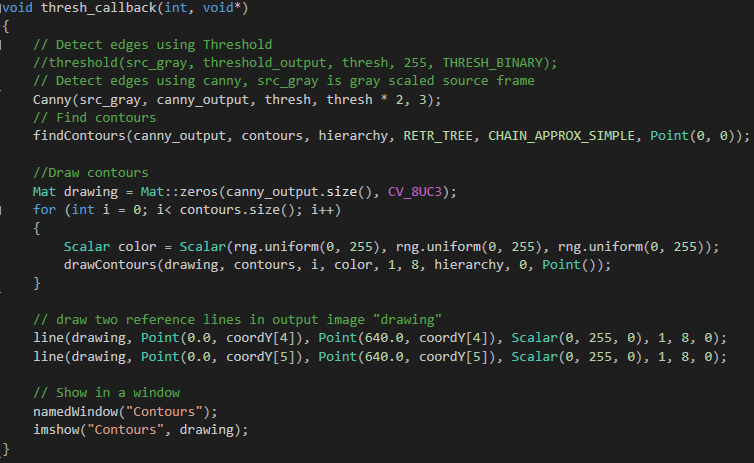 void thresh_callback(int, void*)
{
    // Detect edges using Threshold
    //threshold(src_gray, threshold_output, thresh, 255, THRESH_BINARY);
    // Detect edges using canny, src_gray is gray scaled source frame
    Canny(src_gray, canny_output, thresh, thresh * 2, 3);
    // Find contours
    findContours(canny_output, contours, hierarchy, RETR_TREE, CHAIN_APPROX_SIMPLE, Point(0, 0));

    //Draw contours
    Mat drawing = Mat::zeros(canny_output.size(), CV_8UC3);
    for (int i = 0; i< contours.size(); i++)
    {
        Scalar color = Scalar(rng.uniform(0, 255), rng.uniform(0, 255), rng.uniform(0, 255));
        drawContours(drawing, contours, i, color, 1, 8, hierarchy, 0, Point());
    }

    // draw two reference lines in output image "drawing"
    line(drawing, Point(0.0, coordY[4]), Point(640.0, coordY[4]), Scalar(0, 255, 0), 1, 8, 0);
    line(drawing, Point(0.0, coordY[5]), Point(640.0, coordY[5]), Scalar(0, 255, 0), 1, 8, 0);

    // Show in a window
    namedWindow("Contours");
    imshow("Contours", drawing);
}